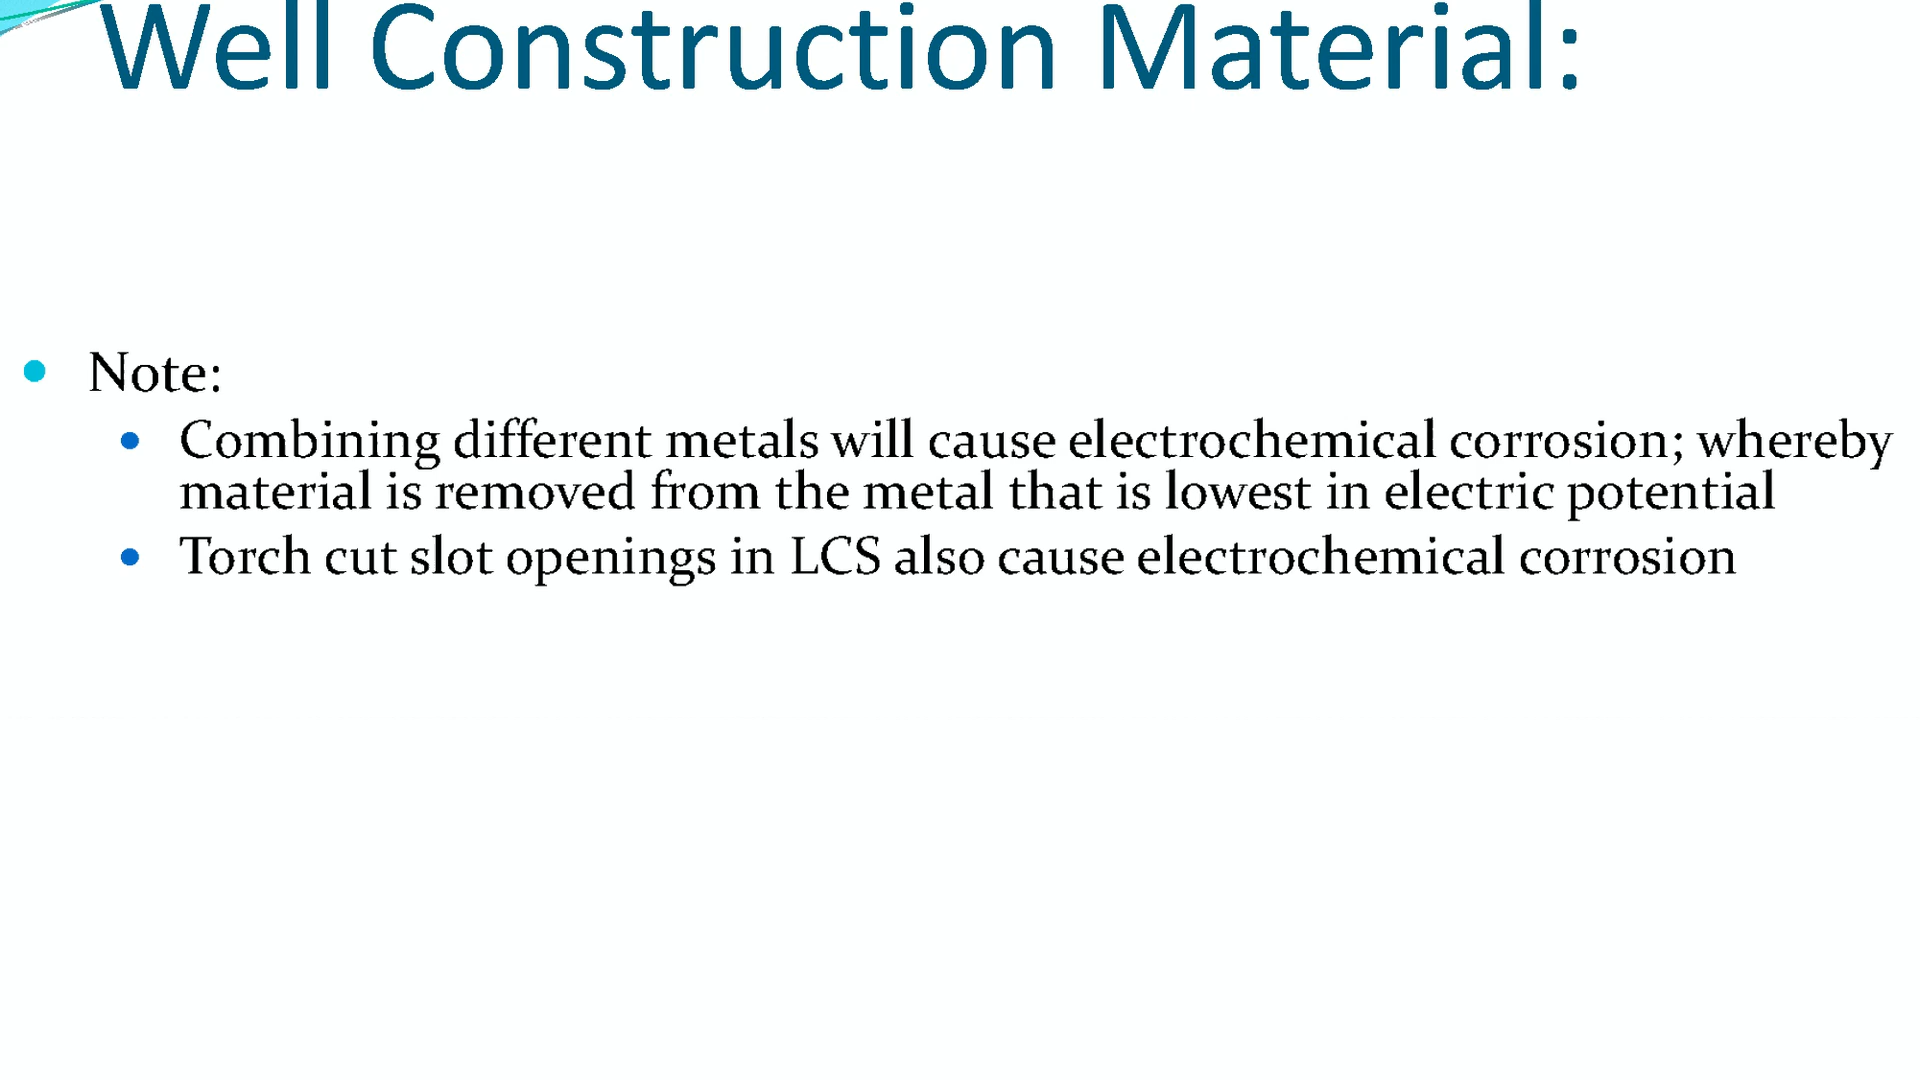 Well Construction Material:
Note:
Combining different metals will cause electrochemical corrosion; whereby
material is removed from the metal that is lowest in electric potential
Torch cut slot openings in LCS also cause electrochemical corrosion